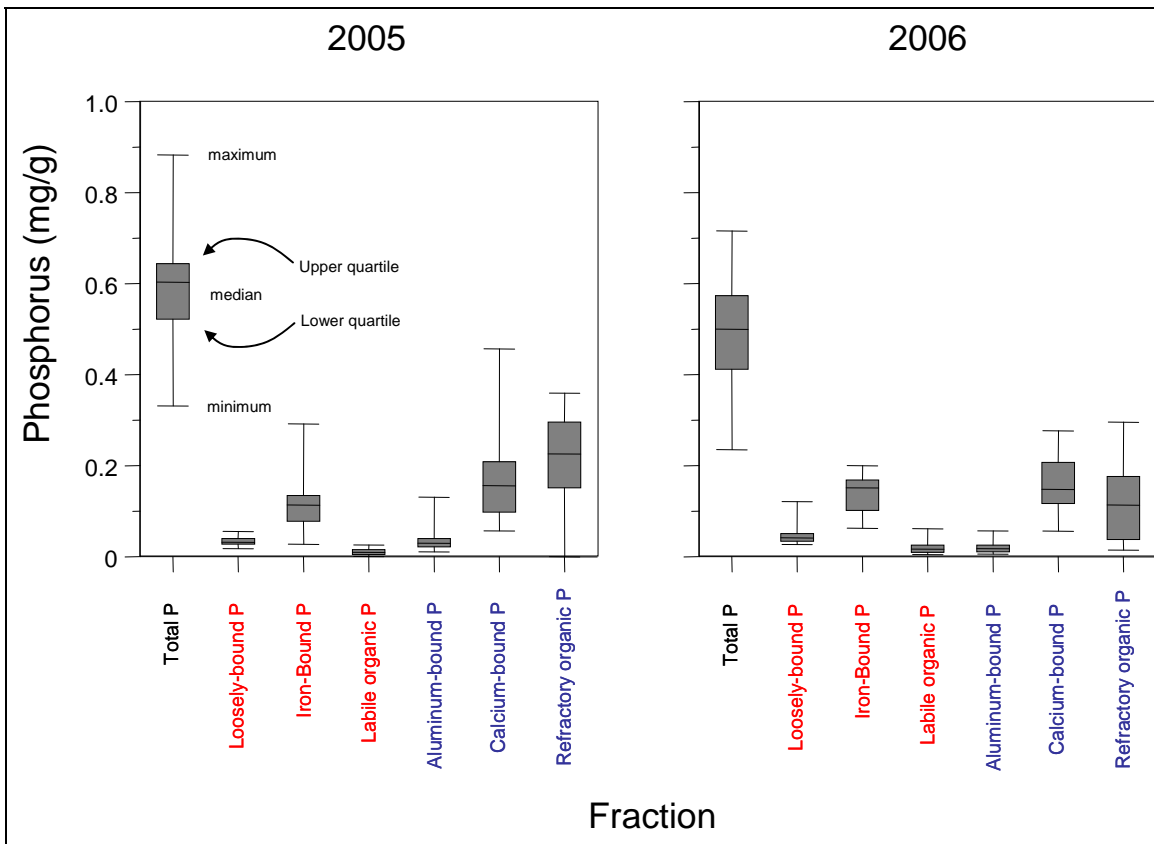 2005
2006
Phosphorus (mg/g)
1.0
0.8
0.6
0.4
0.2
0
maximum
Upper quartile
median
Lower quartile
minimum
Total P
Loosely-bound P
Iron-Bound P
Labile organic P
Aluminum-bound P
Calcium-bound P
Refractory organic P
Total P
Loosely-bound P
Iron-Bound P
Labile organic P
Aluminum-bound P
Calcium-bound P
Refractory organic P
Fraction